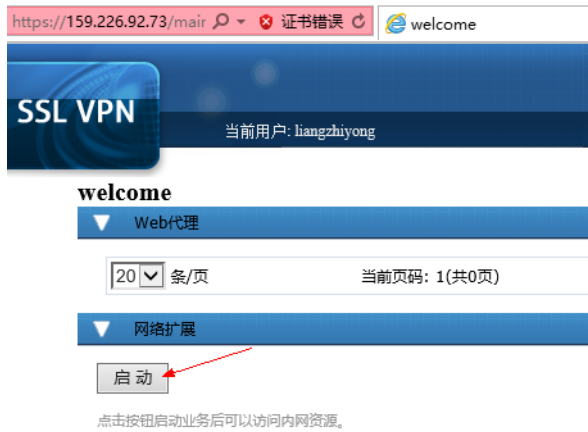 https://159.226.92.73/mair 证书错误 welcome
SSL VPN
当前用户: liangzhiyong
welcome
Web代理
20 条/页 当前页码: 1(共0页)
网络扩展
启动
点击按钮启动业务后可以访问内网资源。